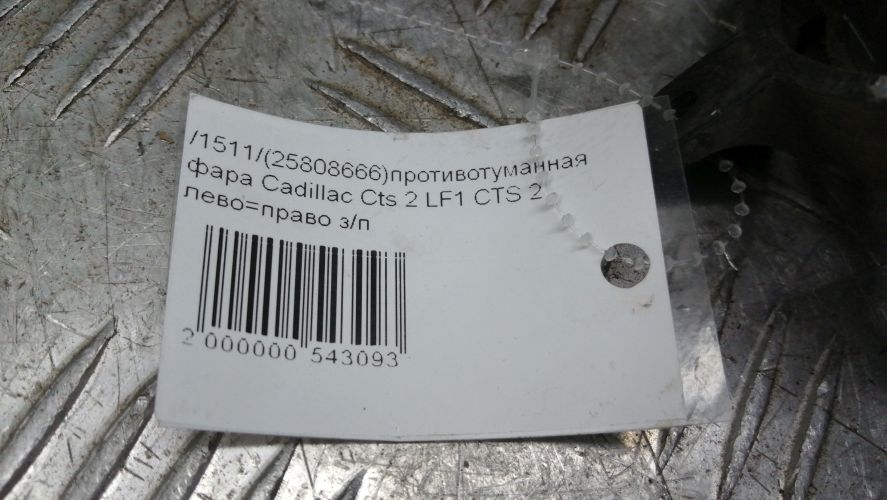 /1511/(25808666)противотуманная
фара Cadillac Cts 2 LF1 CTS 2
лево=право з/п
2 000000 543093